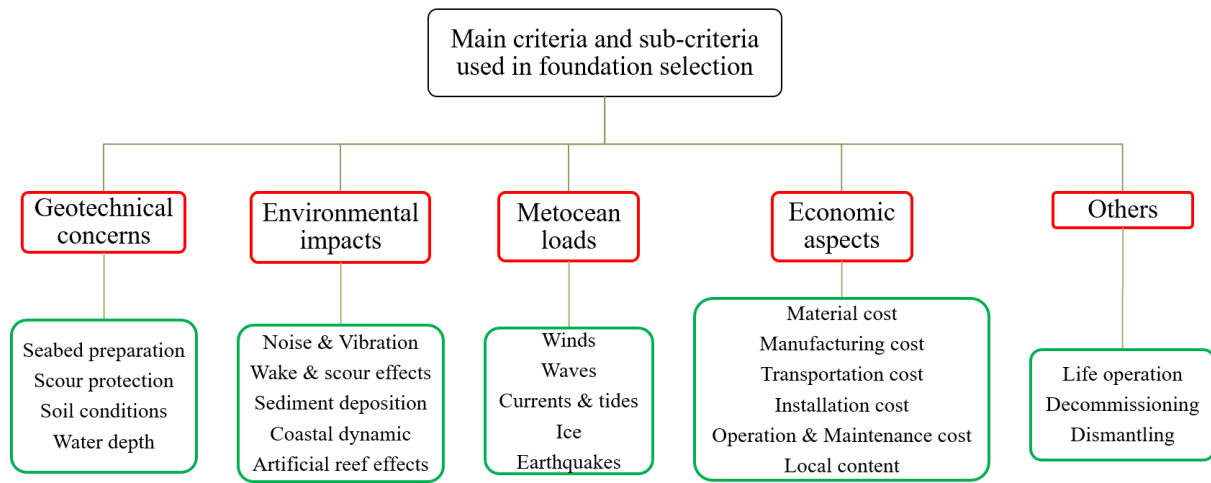 Main criteria and sub-criteria
used in foundation selection
Geotechnical
concerns
Environmental
impacts
Metocean
loads
Economic
aspects
Others
Seabed preparation
Scour protection
Soil conditions
Water depth
Noise & Vibration
Wake & scour effects
Sediment deposition
Coastal dynamic
Artificial reef effects
Winds
Waves
Currents & tides
Ice
Earthquakes
Material cost
Manufacturing cost
Transportation cost
Installation cost
Operation & Maintenance cost
Local content
Life operation
Decommissioning
Dismantling